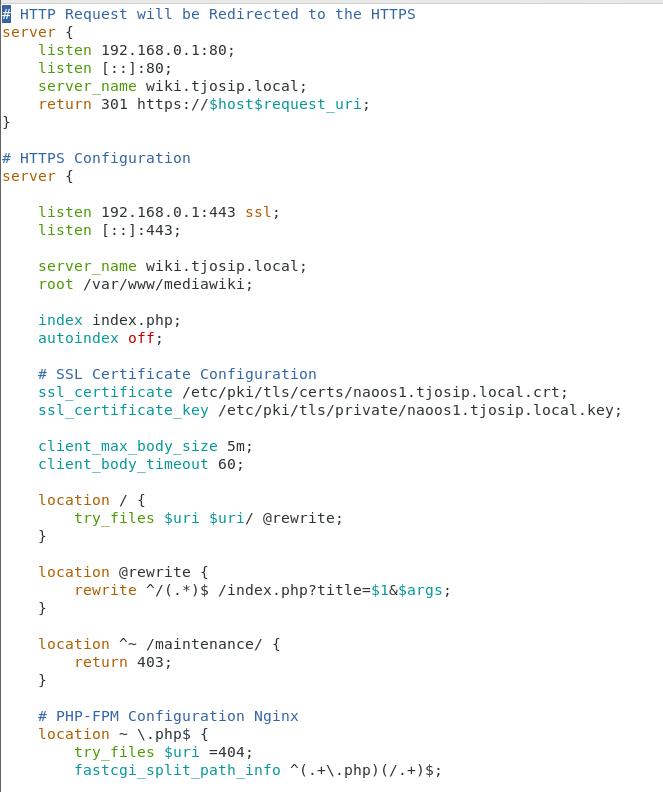 # HTTP Request will be Redirected to the HTTPS
server {
    listen 192.168.0.1:80;
    listen [::]:80;
    server_name wiki.tjosip.local;
    return 301 https://$host$request_uri;
}

# HTTPS Configuration
server {

    listen 192.168.0.1:443 ssl;
    listen [::]:443;

    server_name wiki.tjosip.local;
    root /var/www/mediawiki;

    index index.php;
    autoindex off;

    # SSL Certificate Configuration
    ssl_certificate /etc/pki/tls/certs/naoos1.tjosip.local.crt;
    ssl_certificate_key /etc/pki/tls/private/naoos1.tjosip.local.key;

    client_max_body_size 5m;
    client_body_timeout 60;

    location / {
        try_files $uri $uri/ @rewrite;
    }

    location @rewrite {
        rewrite ^/(.*)$ /index.php?title=$1&$args;
    }

    location ^~ /maintenance/ {
        return 403;
    }

    # PHP-FPM Configuration Nginx
    location ~ \.php$ {
        try_files $uri =404;
        fastcgi_split_path_info ^(.+\.php)(/.+)$;